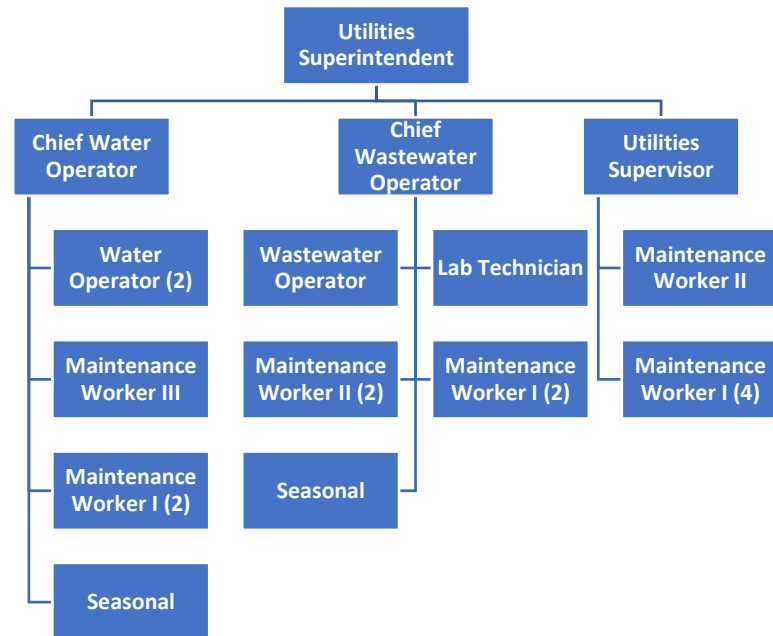 Utilities
Superintendent
Chief Water
Operator
Chief
Wastewater
Operator
Utilities
Supervisor
Water
Operator (2)
Wastewater
Operator
Lab Technician
Maintenance
Worker II
Maintenance
Worker III
Maintenance
Worker II (2)
Maintenance
Worker I (2)
Maintenance
Worker I (4)
Maintenance
Worker I (2)
Seasonal
Seasonal